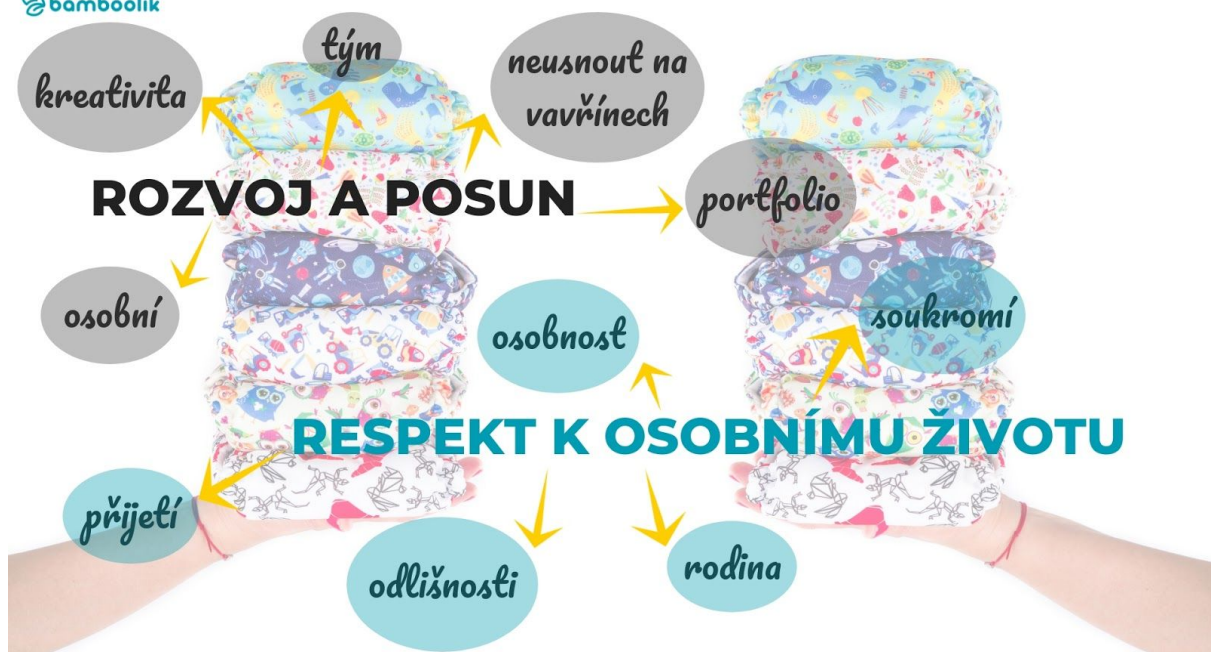 bamboolik
tým
kreativita
neusnout na
vavřínech
ROZVOJ A POSUN
portfolio
osobní
osobnost
soukromí
RESPEKT K OSOBNÍMU ŽIVOTU
přijetí
odlišnosti
rodina